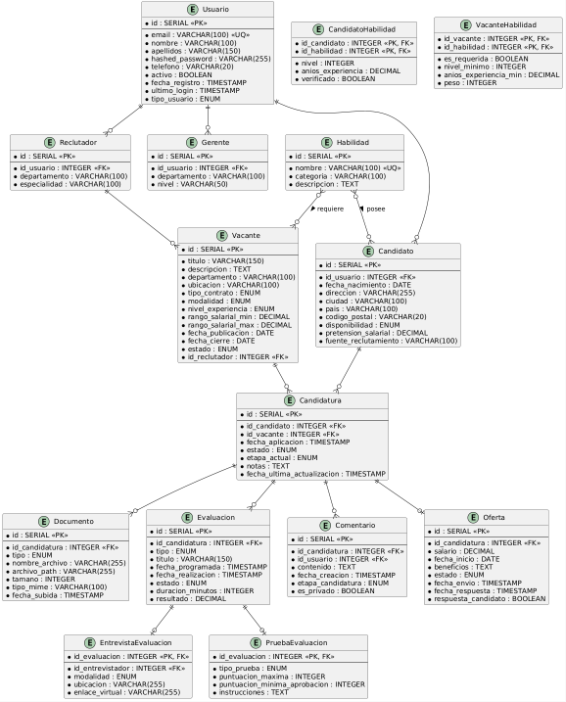 E Usuario
id : SERIAL «PK»
email : VARCHAR(100) «UQ»
nombre : VARCHAR(100)
apellidos : VARCHAR(150)
hashed_password : VARCHAR(255)
telefono : VARCHAR(20)
activo : BOOLEAN
fecha_registro : TIMESTAMP
ultimo_login : TIMESTAMP
tipo_usuario : ENUM
E CandidatoHabilidad
id_candidato : INTEGER «PK, FK»
id_habilidad : INTEGER «PK, FK»
nivel : INTEGER
anios_experiencia : DECIMAL
verificado : BOOLEAN
E VacanteHabilidad
id_vacante : INTEGER «PK, FK»
id_habilidad : INTEGER «PK, FK»
es_requerida : BOOLEAN
nivel_minimo : INTEGER
anios_experiencia_min : DECIMAL
peso : INTEGER
E Reclutador
id : SERIAL «PK»
id_usuario : INTEGER «FK»
departamento : VARCHAR(100)
especialidad : VARCHAR(100)
E Gerente
id : SERIAL «PK»
id_usuario : INTEGER «FK»
departamento : VARCHAR(100)
nivel : VARCHAR(50)
E Habilidad
id : SERIAL «PK»
nombre : VARCHAR(100) «UQ»
categoria : VARCHAR(100)
descripcion : TEXT
requiere
posee
E Vacante
id : SERIAL «PK»
titulo : VARCHAR(150)
descripcion : TEXT
departamento : VARCHAR(100)
ubicacion : VARCHAR(100)
tipo_contrato : ENUM
modalidad : ENUM
nivel_experiencia : ENUM
rango_salarial_min : DECIMAL
rango_salarial_max : DECIMAL
fecha_publicacion : DATE
fecha_cierre : DATE
estado : ENUM
id_reclutador : INTEGER «FK»
E Candidato
id : SERIAL «PK»
id_usuario : INTEGER «FK»
fecha_nacimiento : DATE
direccion : VARCHAR(255)
ciudad : VARCHAR(100)
pais : VARCHAR(100)
codigo_postal : VARCHAR(20)
disponibilidad : ENUM
pretension_salarial : DECIMAL
fuente_reclutamiento : VARCHAR(100)
E Candidatura
id : SERIAL «PK»
id_candidato : INTEGER «FK»
id_vacante : INTEGER «FK»
fecha_aplicacion : TIMESTAMP
estado : ENUM
etapa_actual : ENUM
notas : TEXT
fecha_ultima_actualizacion : TIMESTAMP
E Documento
id : SERIAL «PK»
id_candidatura : INTEGER «FK»
tipo : ENUM
nombre_archivo : VARCHAR(255)
archivo_path : VARCHAR(255)
tamano : INTEGER
tipo_mime : VARCHAR(100)
fecha_subida : TIMESTAMP
E Evaluacion
id : SERIAL «PK»
id_candidatura : INTEGER «FK»
tipo : ENUM
titulo : VARCHAR(150)
fecha_programada : TIMESTAMP
fecha_realizacion : TIMESTAMP
estado : ENUM
duracion_minutos : INTEGER
resultado : DECIMAL
E Comentario
id : SERIAL «PK»
id_candidatura : INTEGER «FK»
id_usuario : INTEGER «FK»
contenido : TEXT
fecha_creacion : TIMESTAMP
etapa_candidatura : ENUM
es_privado : BOOLEAN
E Oferta
id : SERIAL «PK»
id_candidatura : INTEGER «FK»
salario : DECIMAL
fecha_inicio : DATE
beneficios : TEXT
estado : ENUM
fecha_envio : TIMESTAMP
fecha_respuesta : TIMESTAMP
respuesta_candidato : BOOLEAN
E EntrevistaEvaluacion
id_evaluacion : INTEGER «PK, FK»
id_entrevistador : INTEGER «FK»
modalidad : ENUM
ubicacion : VARCHAR(255)
enlace_virtual : VARCHAR(255)
E PruebaEvaluacion
id_evaluacion : INTEGER «PK, FK»
tipo_prueba : ENUM
puntuacion_maxima : INTEGER
puntuacion_minima_aprobacion : INTEGER
instrucciones : TEXT